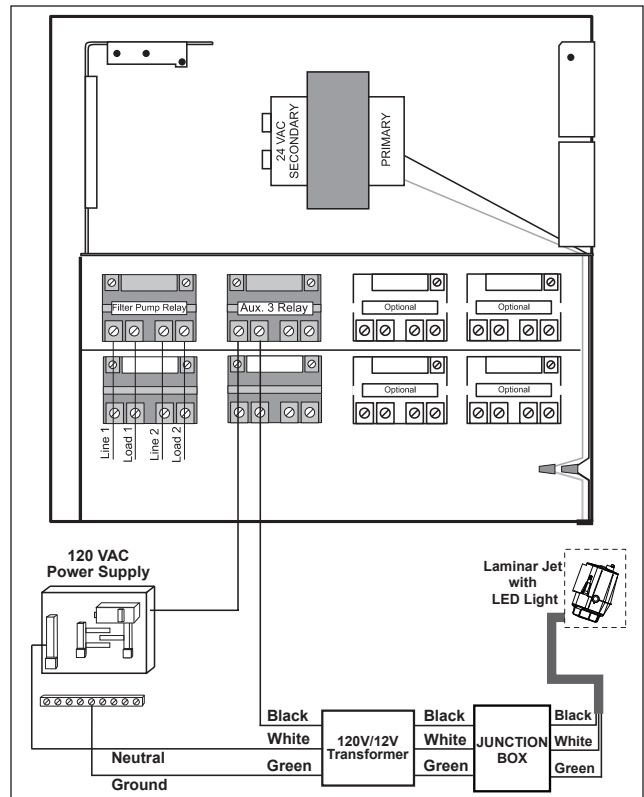 24 VAC
SECONDARY
PRIMARY
Filter Pump Relay
Aux. 3 Relay
Optional
Optional
Optional
Optional
Line 1
Load 1
Line 2
Load 2
120 VAC
Power Supply
Laminar Jet
with
LED Light
Black
White
Green
120V/12V
Transformer
Black
White
Green
JUNCTION
BOX
Black
White
Green
Neutral
Ground